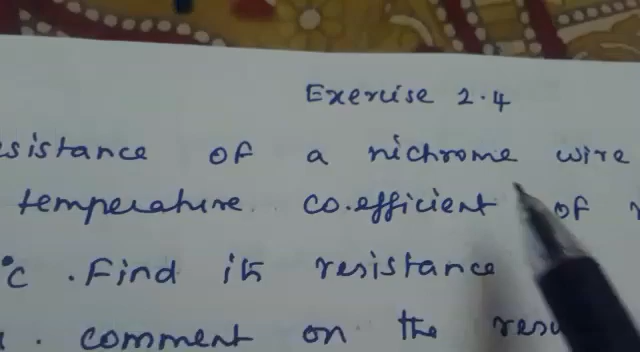 Exercise 2.4
sistance of a nichrome wire
temperature co.efficient of
°c. Find its resistance
comment on the